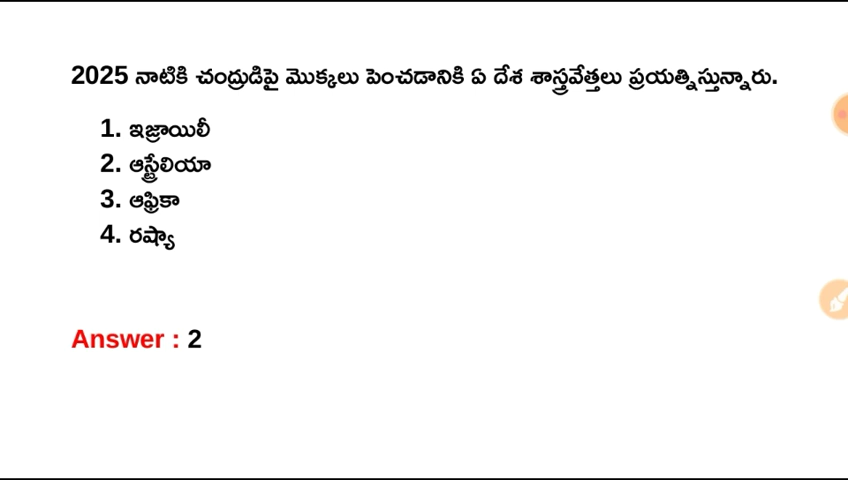 2025 నాటికి చంద్రుడిపై మొక్కలు పెంచడానికి ఏ దేశ శాస్త్రవేత్తలు ప్రయత్నిస్తున్నారు.
1. ఇజ్రాయిలీ
2. ఆస్ట్రేలియా
3. ఆఫ్రికా
4. రష్యా
Answer : 2